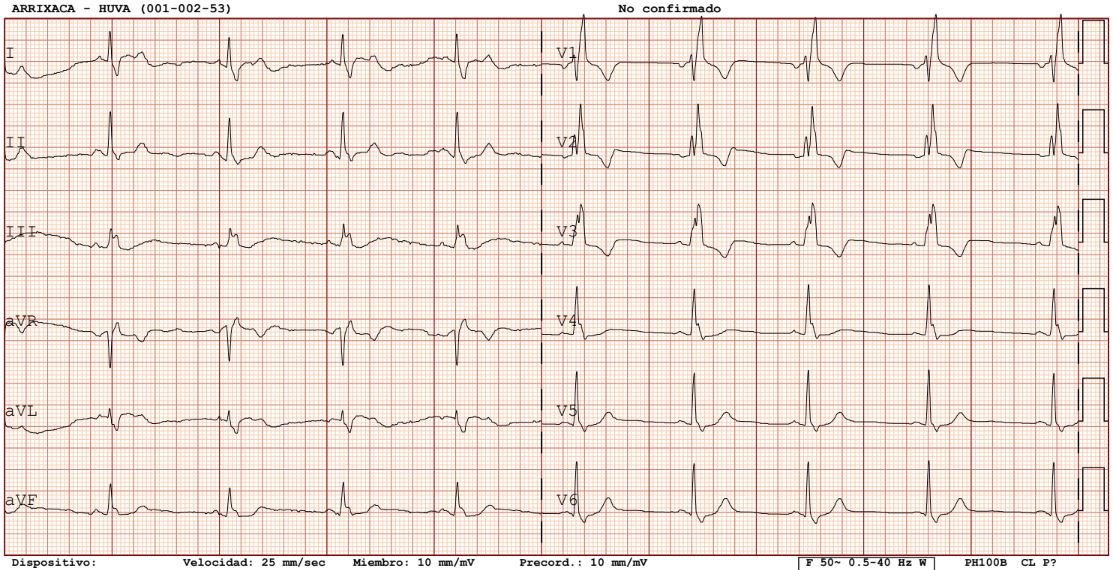 ARRIXACA - HUVA (001-002-53) No confirmado
I V1
II V2
III V3
aVR V4
aVL V5
aVF V6
Dispositivo: Velocidad: 25 mm/sec Miembro: 10 mm/mV Precord.: 10 mm/mV F 50~ 0.5-40 Hz W PH100B CL P?